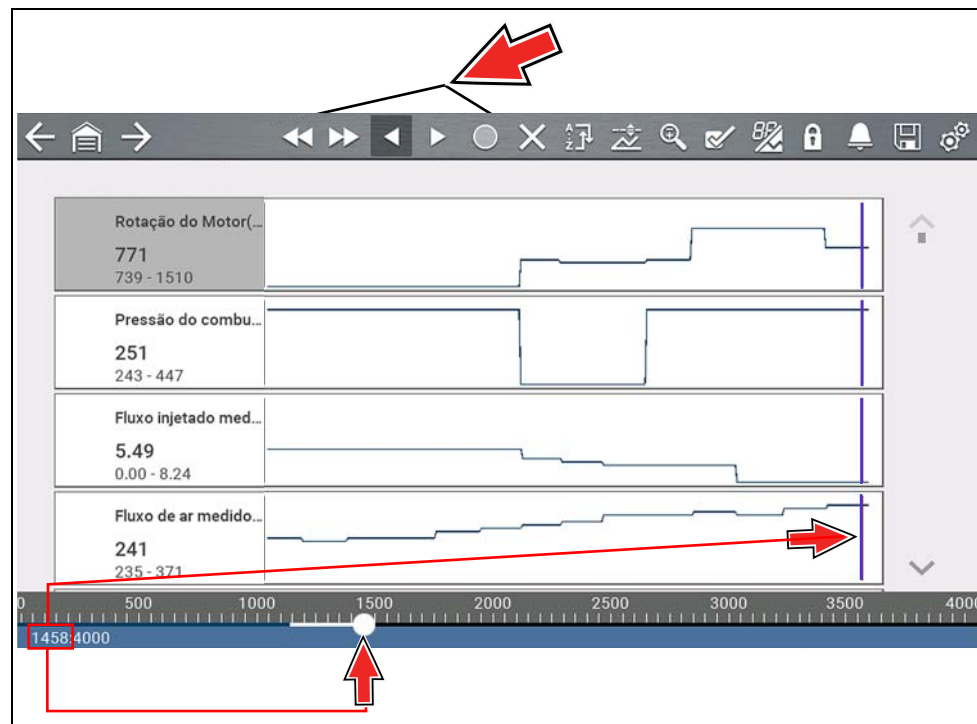 Rotação do Motor(...
771
739 - 1510
Pressão do combu...
251
243 - 447
Fluxo injetado med...
5.49
0.00 - 8.24
Fluxo de ar medido...
241
235 - 371
0 500 1000 1500 2000 2500 3000 3500 4000
1458:4000